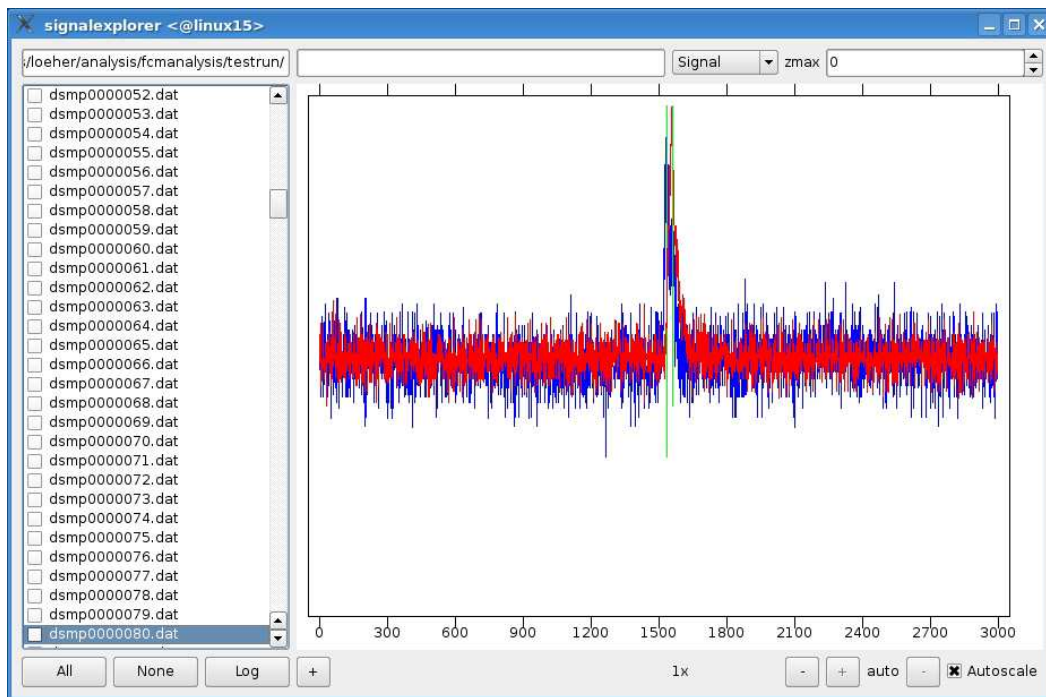 signalexplorer <@linux15>
/loeher/analysis/fcmanalysis/testrun/ Signal zmax 0
dsmp0000052.dat
dsmp0000053.dat
dsmp0000054.dat
dsmp0000055.dat
dsmp0000056.dat
dsmp0000057.dat
dsmp0000058.dat
dsmp0000059.dat
dsmp0000060.dat
dsmp0000061.dat
dsmp0000062.dat
dsmp0000063.dat
dsmp0000064.dat
dsmp0000065.dat
dsmp0000066.dat
dsmp0000067.dat
dsmp0000068.dat
dsmp0000069.dat
dsmp0000070.dat
dsmp0000071.dat
dsmp0000072.dat
dsmp0000073.dat
dsmp0000074.dat
dsmp0000075.dat
dsmp0000076.dat
dsmp0000077.dat
dsmp0000078.dat
dsmp0000079.dat
dsmp0000080.dat
0 300 600 900 1200 1500 1800 2100 2400 2700 3000
All None Log + 1x - + auto - Autoscale